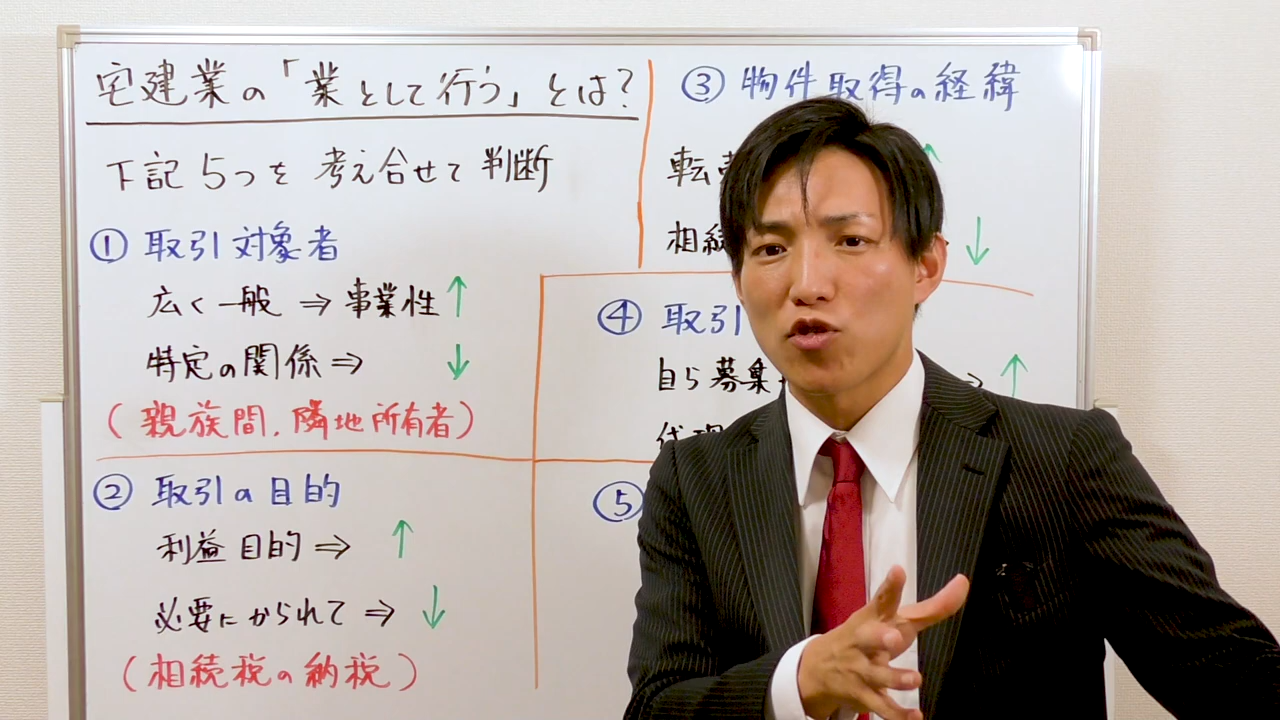 宅建業の「業として行う」とは?
下記5つを考え合せて判断
① 取引対象者
広く一般 ⇒ 事業性 ↑
特定の関係 ⇒ ↓
(親族間、隣地所有者)
② 取引の目的
利益目的 ⇒ ↑
必要にかられて ⇒ ↓
(相続税の納税)
③ 物件取得の経緯
転
相続
↓
④ 取引
自ら募集
⇒ ↑
⑤